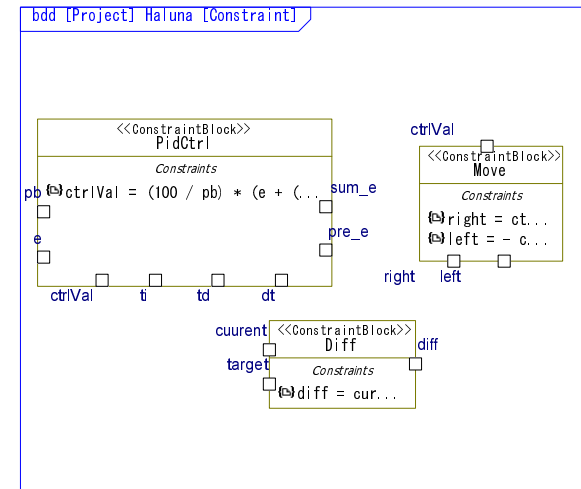 bdd [Project] Haluna [Constraint]
<<ConstraintBlock>>
PidCtrl
Constraints
ctrlVal = (100 / pb) * (e + (...
pb
e
sum_e
pre_e
ctrlVal
ti
td
dt
ctrlVal
<<ConstraintBlock>>
Move
Constraints
right = ct...
left = - c...
right
left
cuurent
target
<<ConstraintBlock>>
Diff
Constraints
diff = cur...
diff